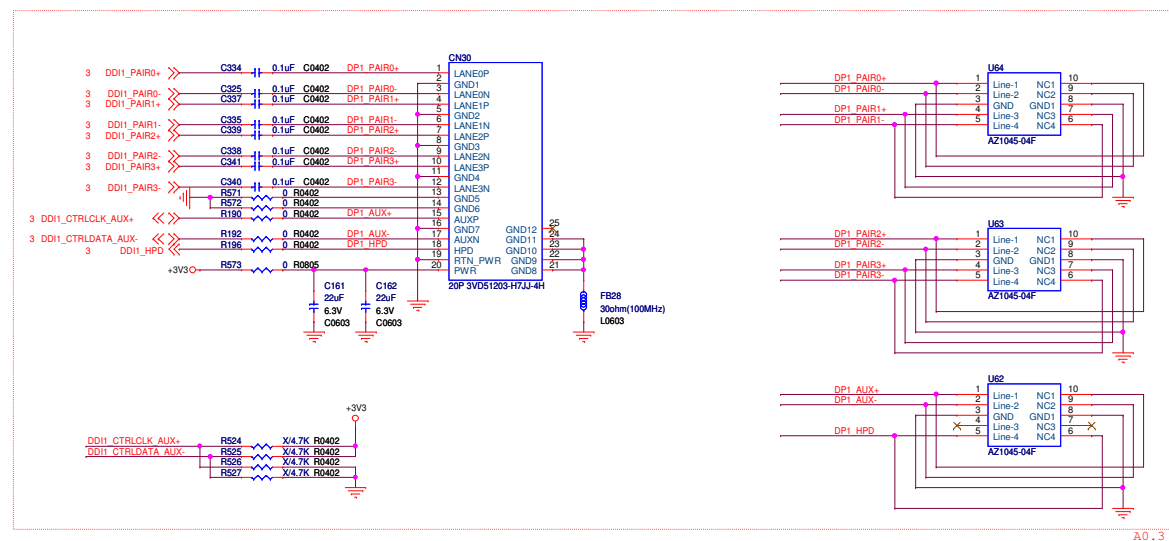 CN30
3 DDI1_PAIR0+ C334 0.1uF C0402 DP1_PAIR0+ 1 LANE0P
2 GND1
3 DDI1_PAIR0- C325 0.1uF C0402 DP1_PAIR0- 3 LANE0N
4 DDI1_PAIR1+ C337 0.1uF C0402 DP1_PAIR1+ 4 LANE1P
5 GND2
3 DDI1_PAIR1- C335 0.1uF C0402 DP1_PAIR1- 6 LANE1N
3 DDI1_PAIR2+ C339 0.1uF C0402 DP1_PAIR2+ 7 LANE2P
8 GND3
3 DDI1_PAIR2- C338 0.1uF C0402 DP1_PAIR2- 9 LANE2N
3 DDI1_PAIR3+ C341 0.1uF C0402 DP1_PAIR3+ 10 LANE3P
11 GND4
3 DDI1_PAIR3- C340 0.1uF C0402 DP1_PAIR3- 12 LANE3N
R571 0 R0402 13 GND5
R572 0 R0402 14 GND6
3 DDI1_CTRLCLK_AUX+ R190 0 R0402 DP1_AUX+ 15 AUXP
16 GND7
3 DDI1_CTRLDATA_AUX- R192 0 R0402 DP1_AUX- 17 AUXN
3 DDI1_HPD R196 0 R0402 DP1_HPD 18 HPD
19 RTN_PWR
+3V3 R573 0 R0805 20 PWR
GND12 25
GND11 24
GND10 23
GND9 22
GND8 21
20P 3VD51203-H7JJ-4H
C161
22uF
6.3V
C0603
C162
22uF
6.3V
C0603
FB28
30ohm(100MHz)
L0603
+3V3
DDI1_CTRLCLK_AUX+ R524 X/4.7K R0402
DDI1_CTRLDATA_AUX- R525 X/4.7K R0402
R526 X/4.7K R0402
R527 X/4.7K R0402
U64
DP1_PAIR0+ 1 Line-1 NC1 10
DP1_PAIR0- 2 Line-2 NC2 9
3 GND GND1 8
DP1_PAIR1+ 4 Line-3 NC3 7
DP1_PAIR1- 5 Line-4 NC4 6
AZ1045-04F
U63
DP1_PAIR2+ 1 Line-1 NC1 10
DP1_PAIR2- 2 Line-2 NC2 9
3 GND GND1 8
DP1_PAIR3+ 4 Line-3 NC3 7
DP1_PAIR3- 5 Line-4 NC4 6
AZ1045-04F
U62
DP1_AUX+ 1 Line-1 NC1 10
DP1_AUX- 2 Line-2 NC2 9
3 GND GND1 8
4 Line-3 NC3 7
DP1_HPD 5 Line-4 NC4 6
AZ1045-04F
A0.3